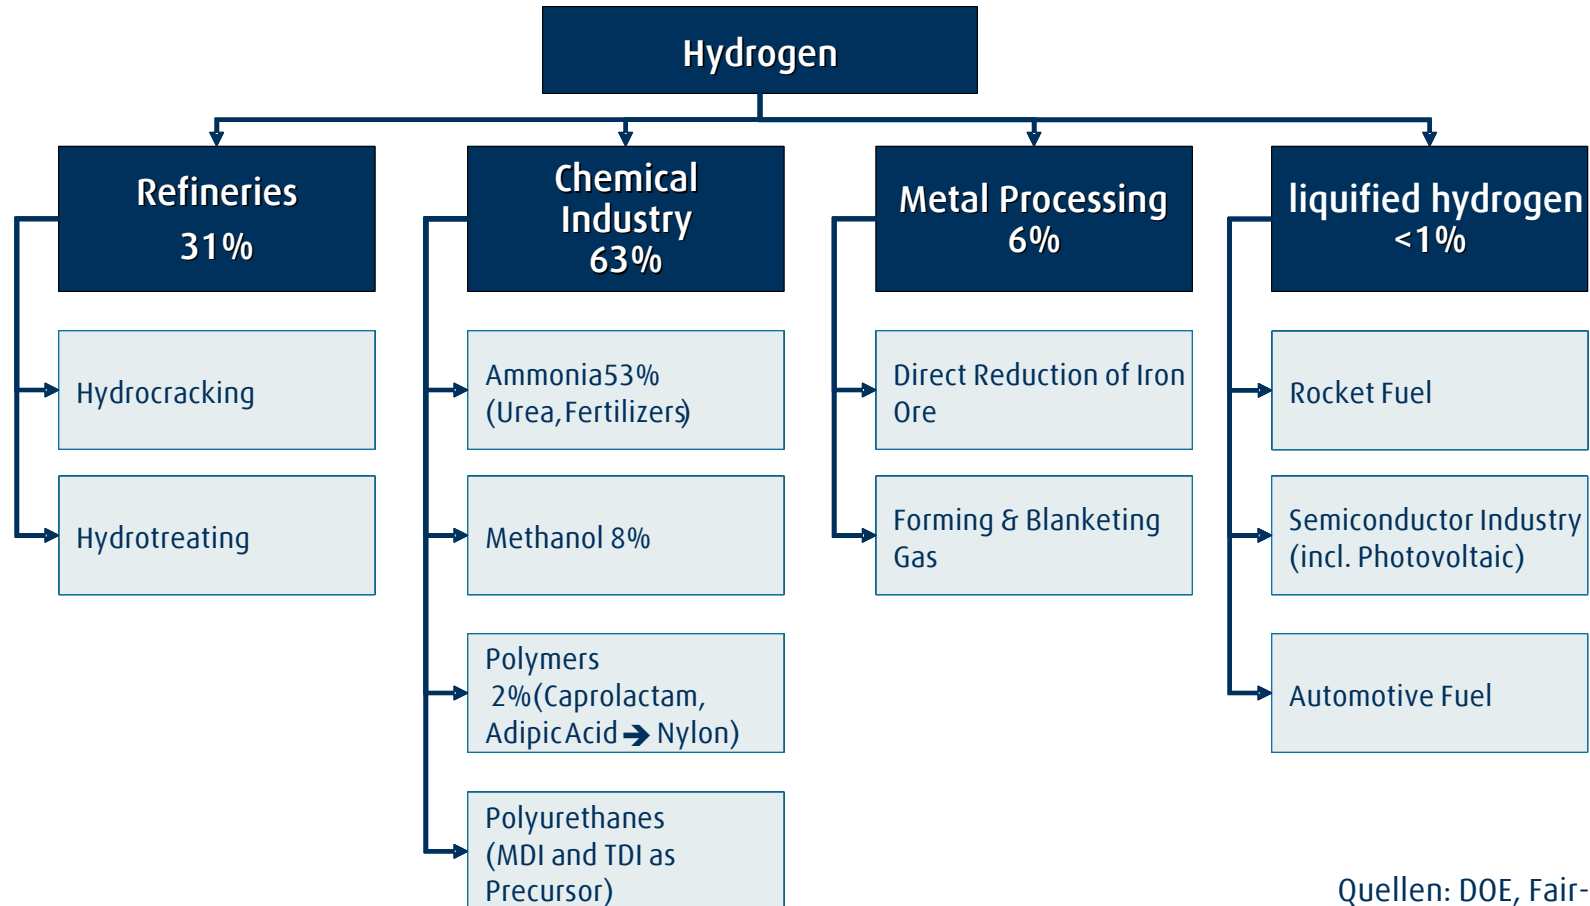 Hydrogen
Refineries
31%
Chemical
Industry
63%
Metal Processing
6%
liquified hydrogen
<1%
Hydrocracking
Hydrotreating
Ammonia53%
(Urea,Fertilizers)
Methanol 8%
Polymers
2%(Caprolactam,
AdipicAcid ➔ Nylon)
Polyurethanes
(MDI and TDI as
Precursor)
Direct Reduction of Iron
Ore
Forming & Blanketing
Gas
Rocket Fuel
Semiconductor Industry
(incl. Photovoltaic)
Automotive Fuel
Quellen: DOE, Fair-